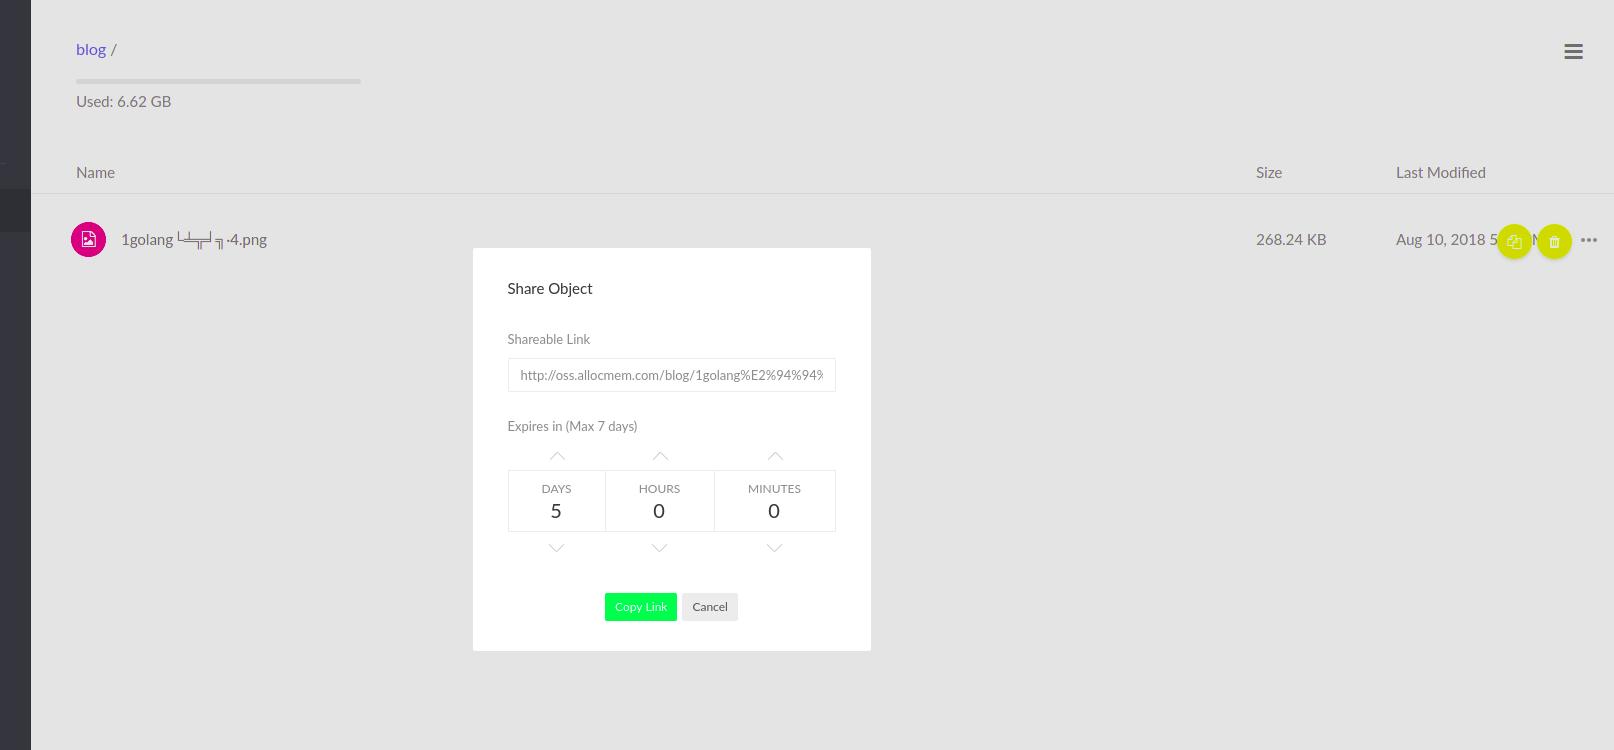 blog /
Used: 6.62 GB
Name Size Last Modified
1golang└╧╤┘╗·4.png 268.24 KB Aug 10, 2018 5
Share Object
Shareable Link
http://oss.allocmem.com/blog/1golang%E2%94%94%
Expires in (Max 7 days)
DAYS HOURS MINUTES
5 0 0
Copy Link Cancel